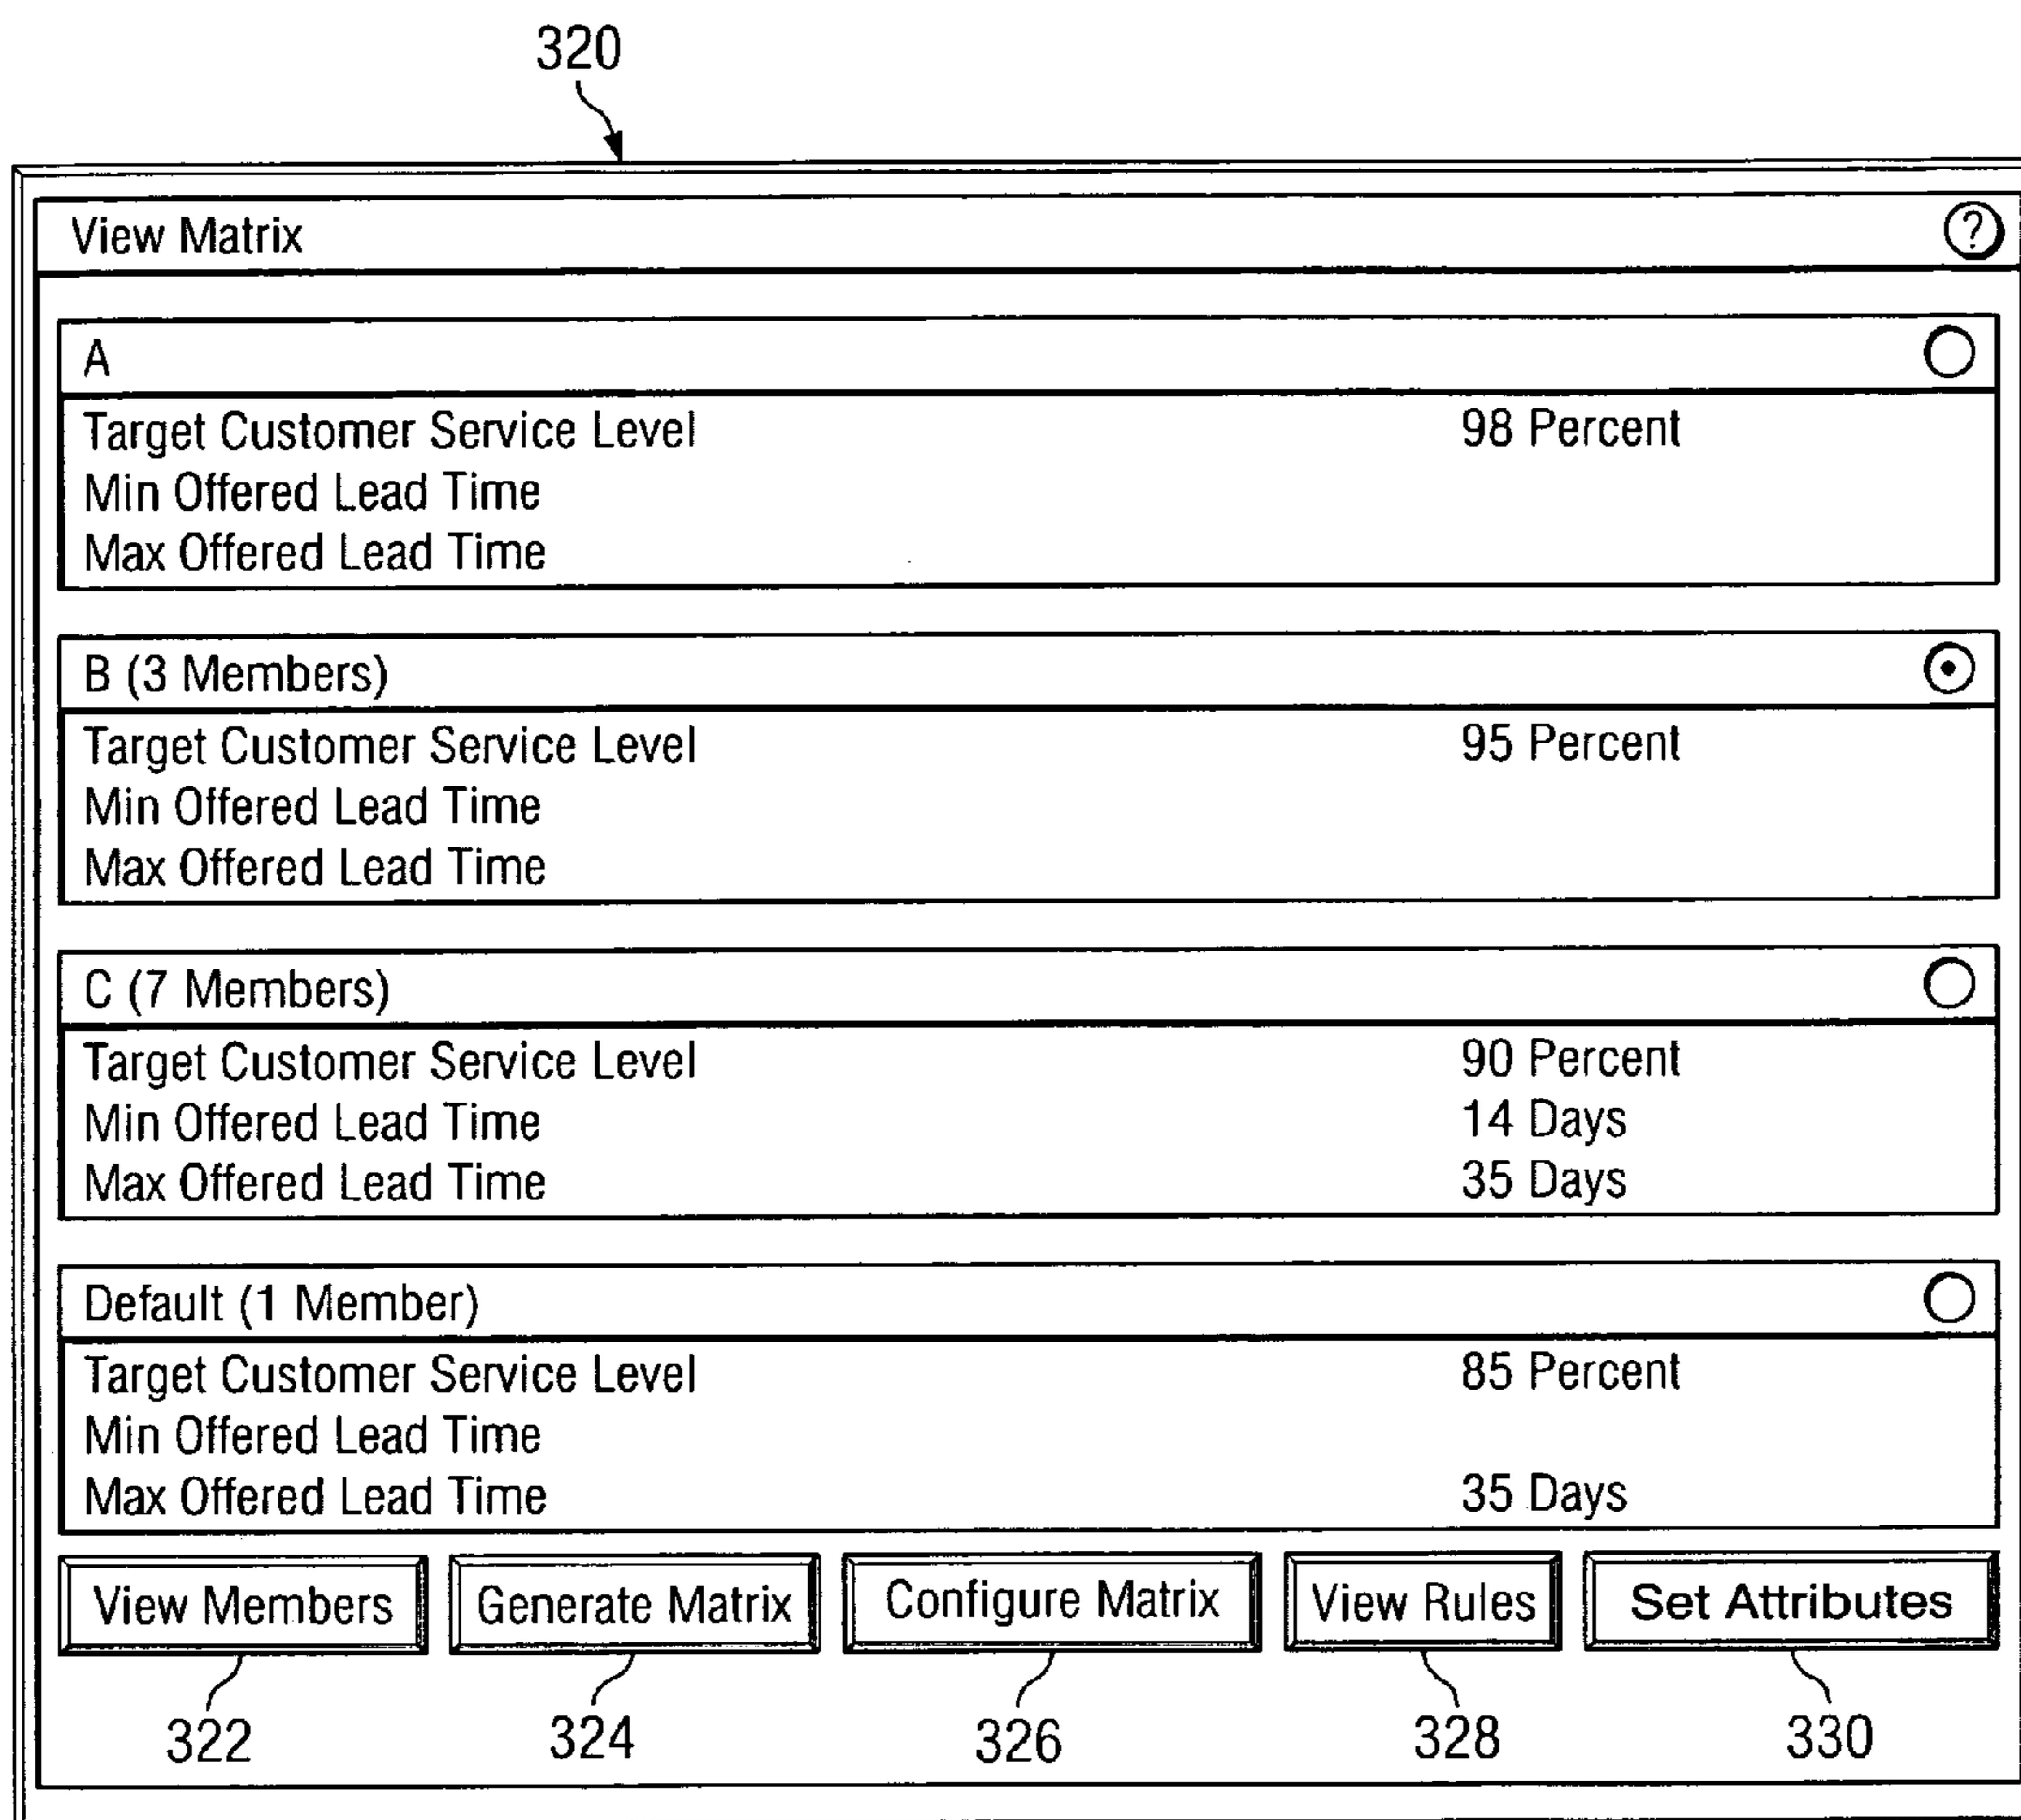 320
View Matrix ?
A
Target Customer Service Level 98 Percent
Min Offered Lead Time
Max Offered Lead Time
B (3 Members)
Target Customer Service Level 95 Percent
Min Offered Lead Time
Max Offered Lead Time
C (7 Members)
Target Customer Service Level 90 Percent
Min Offered Lead Time 14 Days
Max Offered Lead Time 35 Days
Default (1 Member)
Target Customer Service Level 85 Percent
Min Offered Lead Time
Max Offered Lead Time 35 Days
View Members Generate Matrix Configure Matrix View Rules Set Attributes
322 324 326 328 330